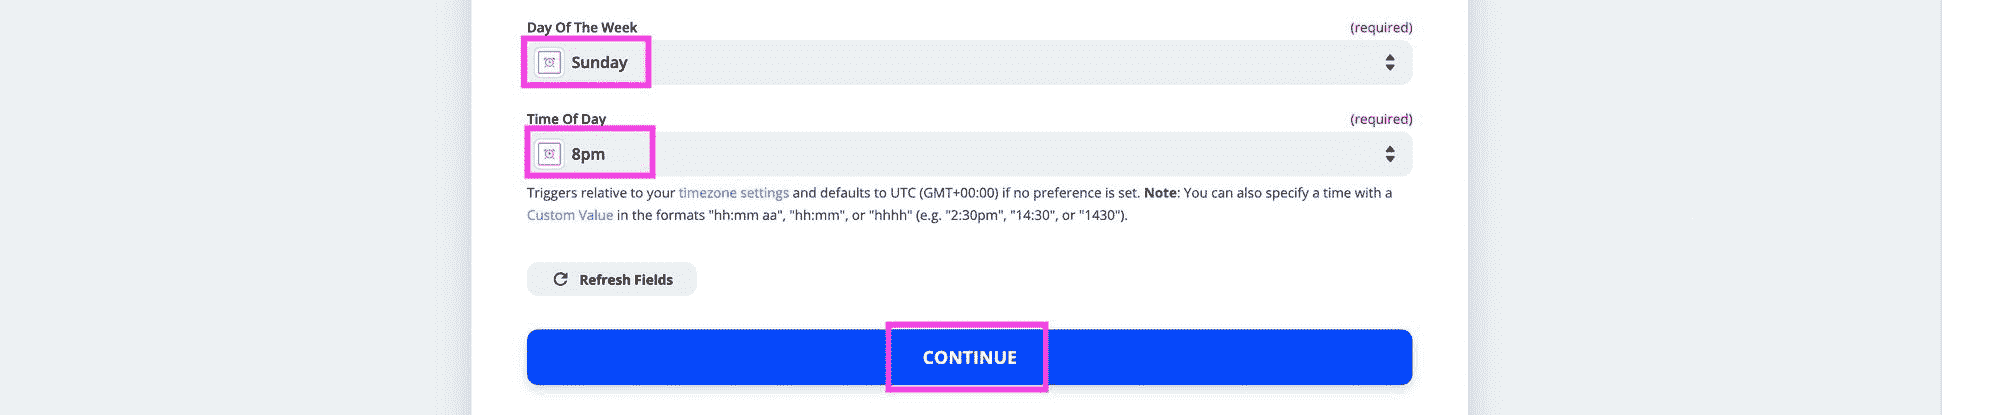 Day Of The Week (required)
Sunday
Time Of Day (required)
8pm
Triggers relative to your timezone settings and defaults to UTC (GMT+00:00) if no preference is set. Note: You can also specify a time with a
Custom Value in the formats "hh:mm aa", "hh:mm", or "hhhh" (e.g. "2:30pm", "14:30", or "1430").
Refresh Fields
CONTINUE